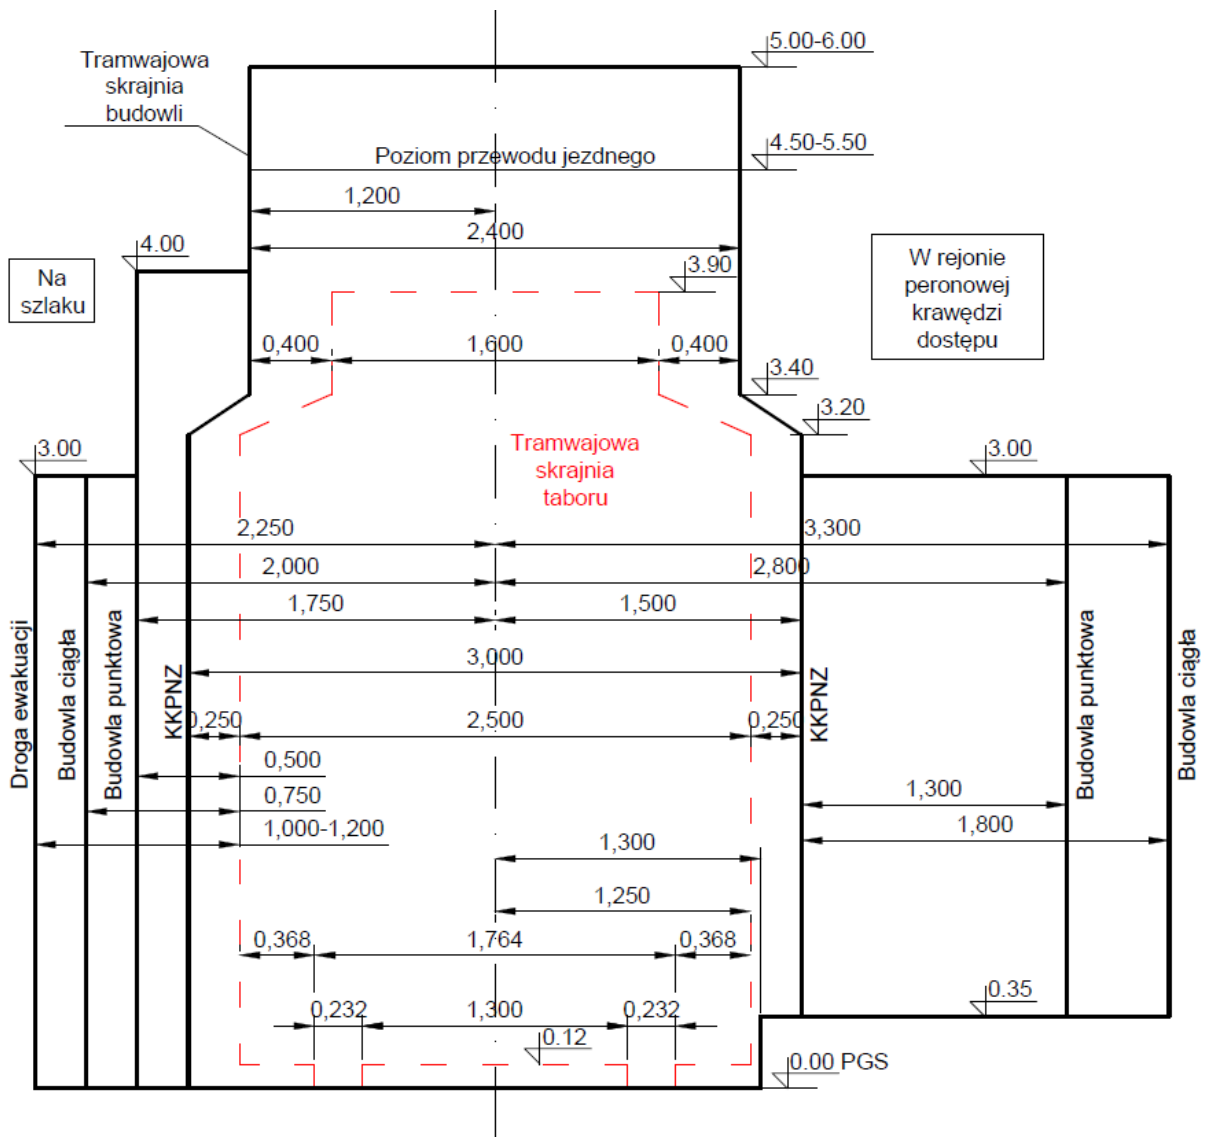 5.00-6.00
Tramwajowa
skrajnia
budowli
4.50-5.50
Poziom przewodu jezdnego
1,200
2,400
4.00
W rejonie
peronowej
krawędzi
dostępu
Na
szlaku
3.90
0,400
1,600
0,400
3.40
3.20
Tramwajowa
skrajnia
taboru
3.00
3.00
2,250
3,300
2,000
2,800
1,750
1,500
3,000
0,250
2,500
0,250
Droga ewakuacji
Budowla ciągła
Budowla punktowa
KKPNZ
KKPNZ
Budowla punktowa
Budowla ciągła
0,500
0,750
1,000-1,200
1,300
1,800
1,300
1,250
0,368
1,764
0,368
0,232
1,300
0,232
0.35
0.12
0.00 PGS